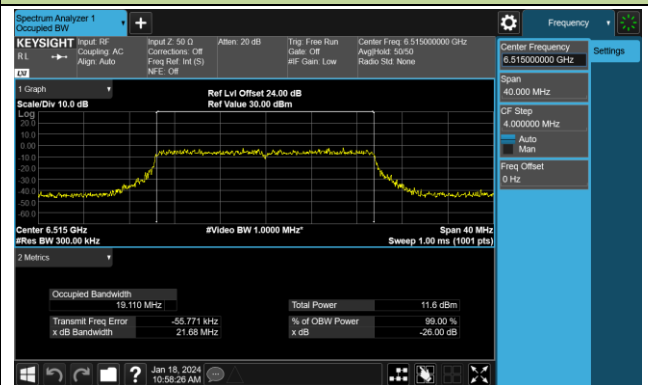 Spectrum Analyzer 1
Occupied BW
+
Frequency
KEYSIGHT
RL
LXI
Input: RF
Coupling: AC
Align: Auto
Input Z: 50 Ω
Corrections: Off
Freq Ref: Int (S)
NFE: Off
Atten: 20 dB
Trig: Free Run
Gate: Off
#IF Gain: Low
Center Freq: 6.515000000 GHz
Avg|Hold: 50/50
Radio Std: None
Center Frequency
6.515000000 GHz
Settings
Span
40.000 MHz
CF Step
4.000000 MHz
Auto
Man
Freq Offset
0 Hz
1 Graph
Scale/Div 10.0 dB
Ref Lvl Offset 24.00 dB
Ref Value 30.00 dBm
Log
20.0
10.0
0.00
-10.0
-20.0
-30.0
-40.0
-50.0
-60.0
Center 6.515 GHz
#Video BW 1.0000 MHz*
Span 40 MHz
#Res BW 300.00 kHz
Sweep 1.00 ms (1001 pts)
2 Metrics
Occupied Bandwidth
19.110 MHz
Total Power 11.6 dBm
Transmit Freq Error -55.771 kHz
% of OBW Power 99.00 %
x dB Bandwidth 21.68 MHz
x dB -26.00 dB
?
Jan 18, 2024
10:58:26 AM